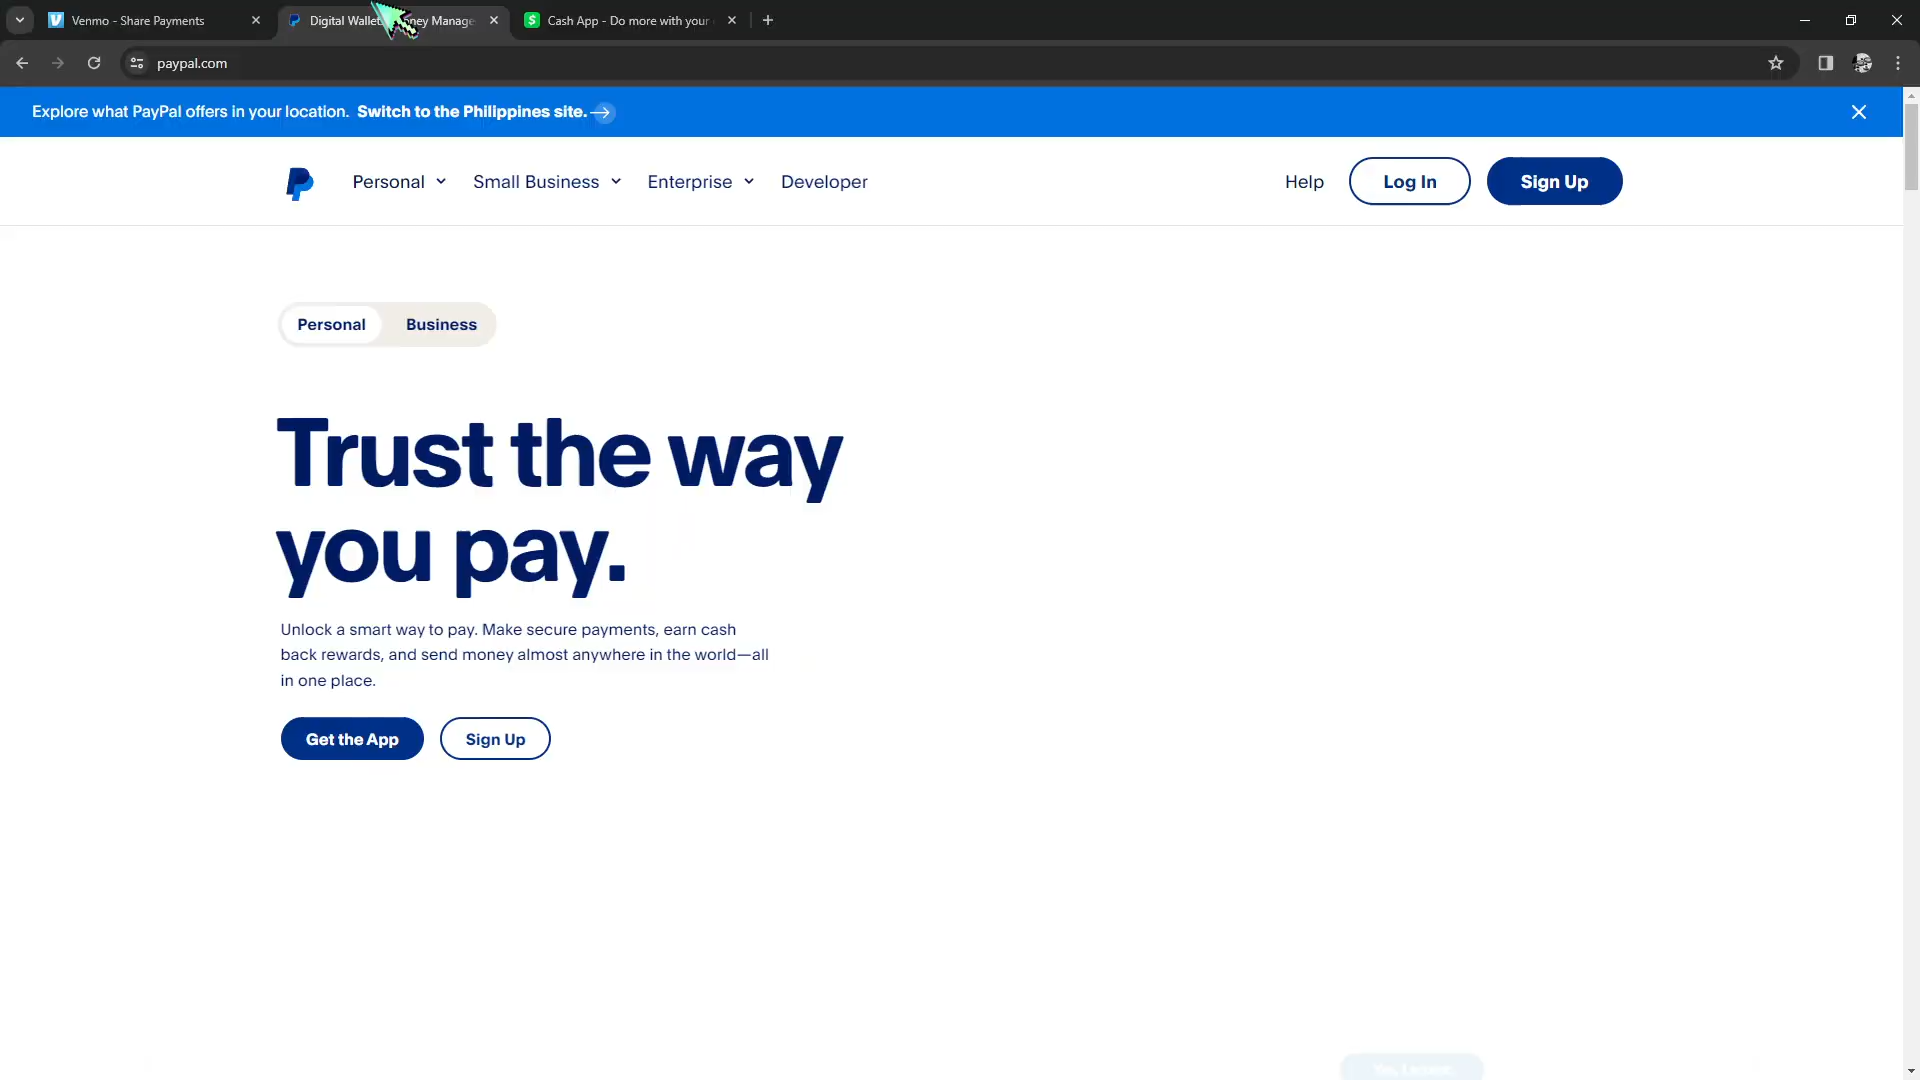 Venmo - Share Payments
Digital Wallet
Manage
Cash App - Do more with your
paypal.com
Explore what PayPal offers in your location. Switch to the Philippines site.
Personal
Small Business
Enterprise
Developer
Help
Log In
Sign Up
Personal
Business
Trust the way
you pay.
Unlock a smart way to pay. Make secure payments, earn cash
back rewards, and send money almost anywhere in the world—all
in one place.
Get the App
Sign Up